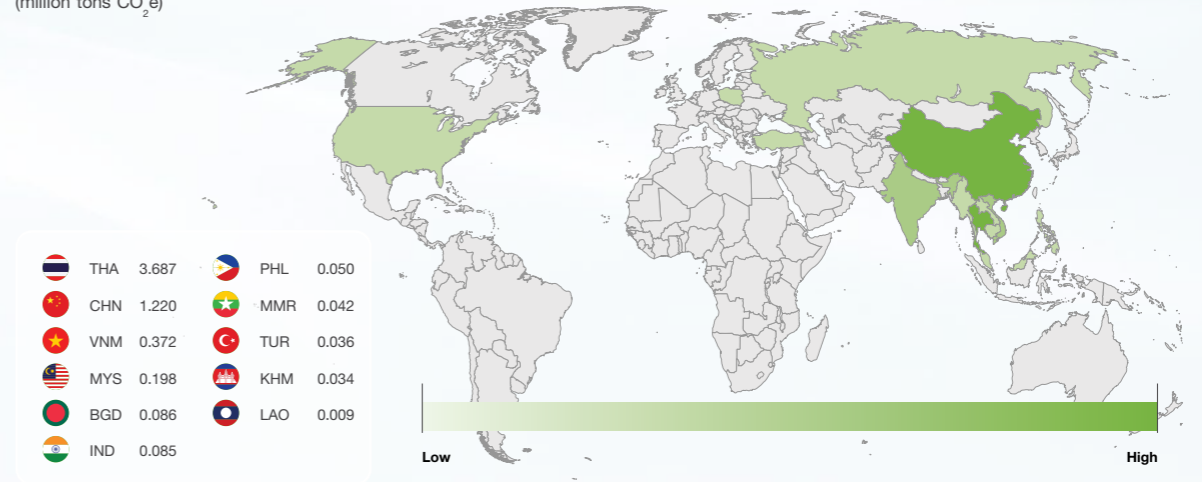 (million tons CO2e)
THA 3.687
CHN 1.220
VNM 0.372
MYS 0.198
BGD 0.086
IND 0.085
PHL 0.050
MMR 0.042
TUR 0.036
KHM 0.034
LAO 0.009
Low
High